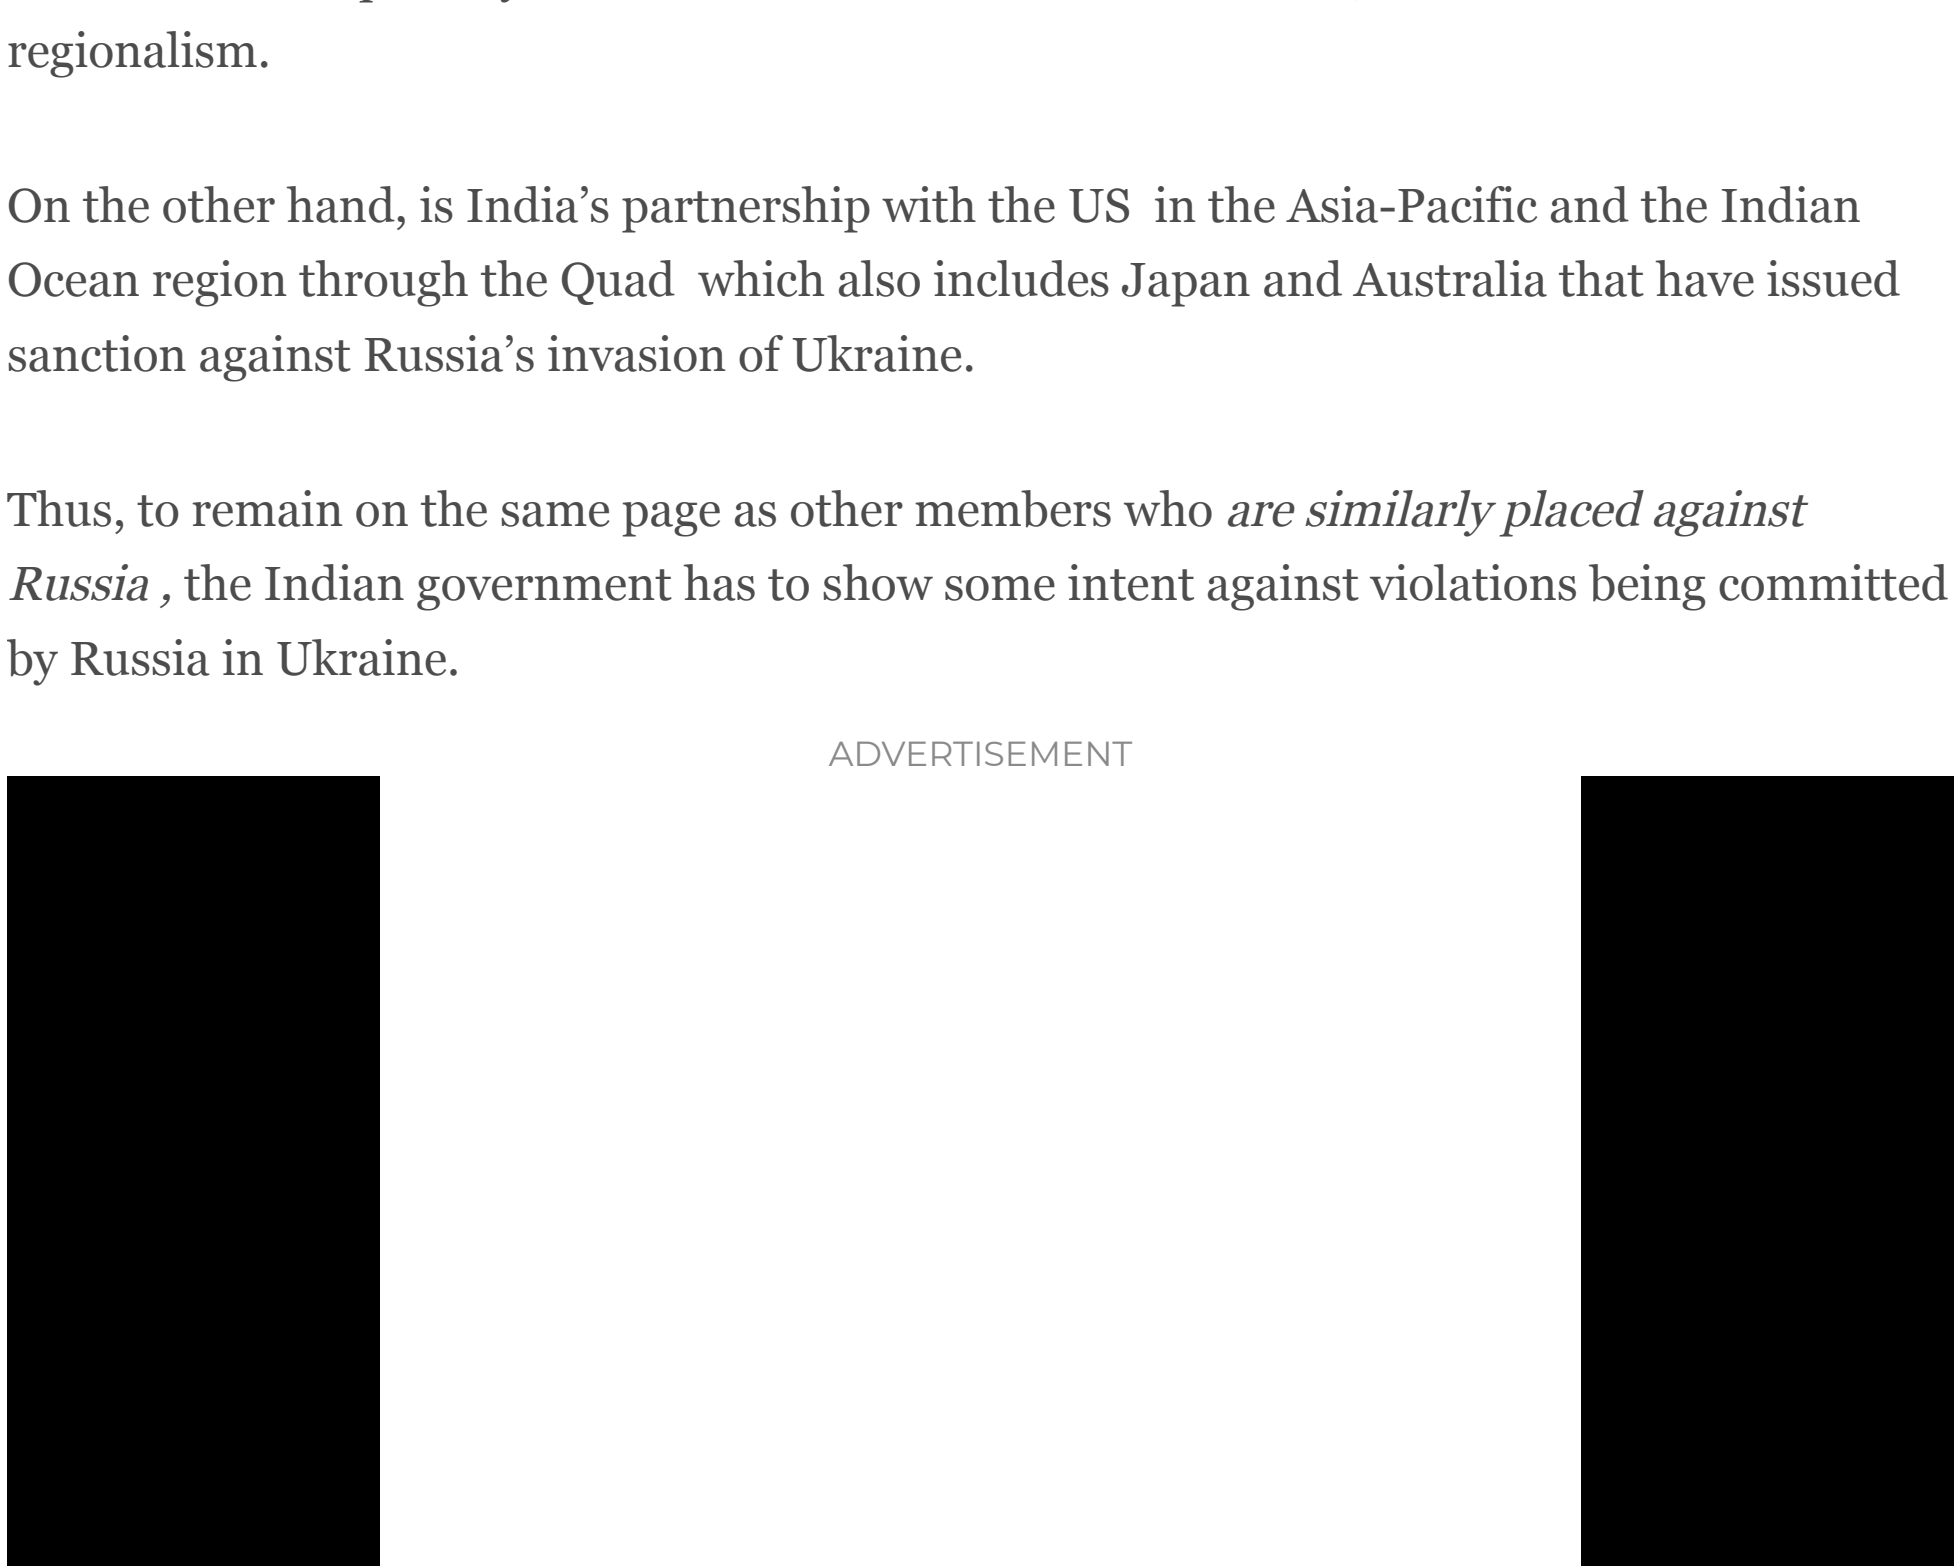 regionalism.
On the other hand, is India’s partnership with the US  in the Asia-Pacific and the Indian
Ocean region through the Quad  which also includes Japan and Australia that have issued
sanction against Russia’s invasion of Ukraine.
Thus, to remain on the same page as other members who are similarly placed against
Russia , the Indian government has to show some intent against violations being committed
by Russia in Ukraine.
ADVERTISEMENT